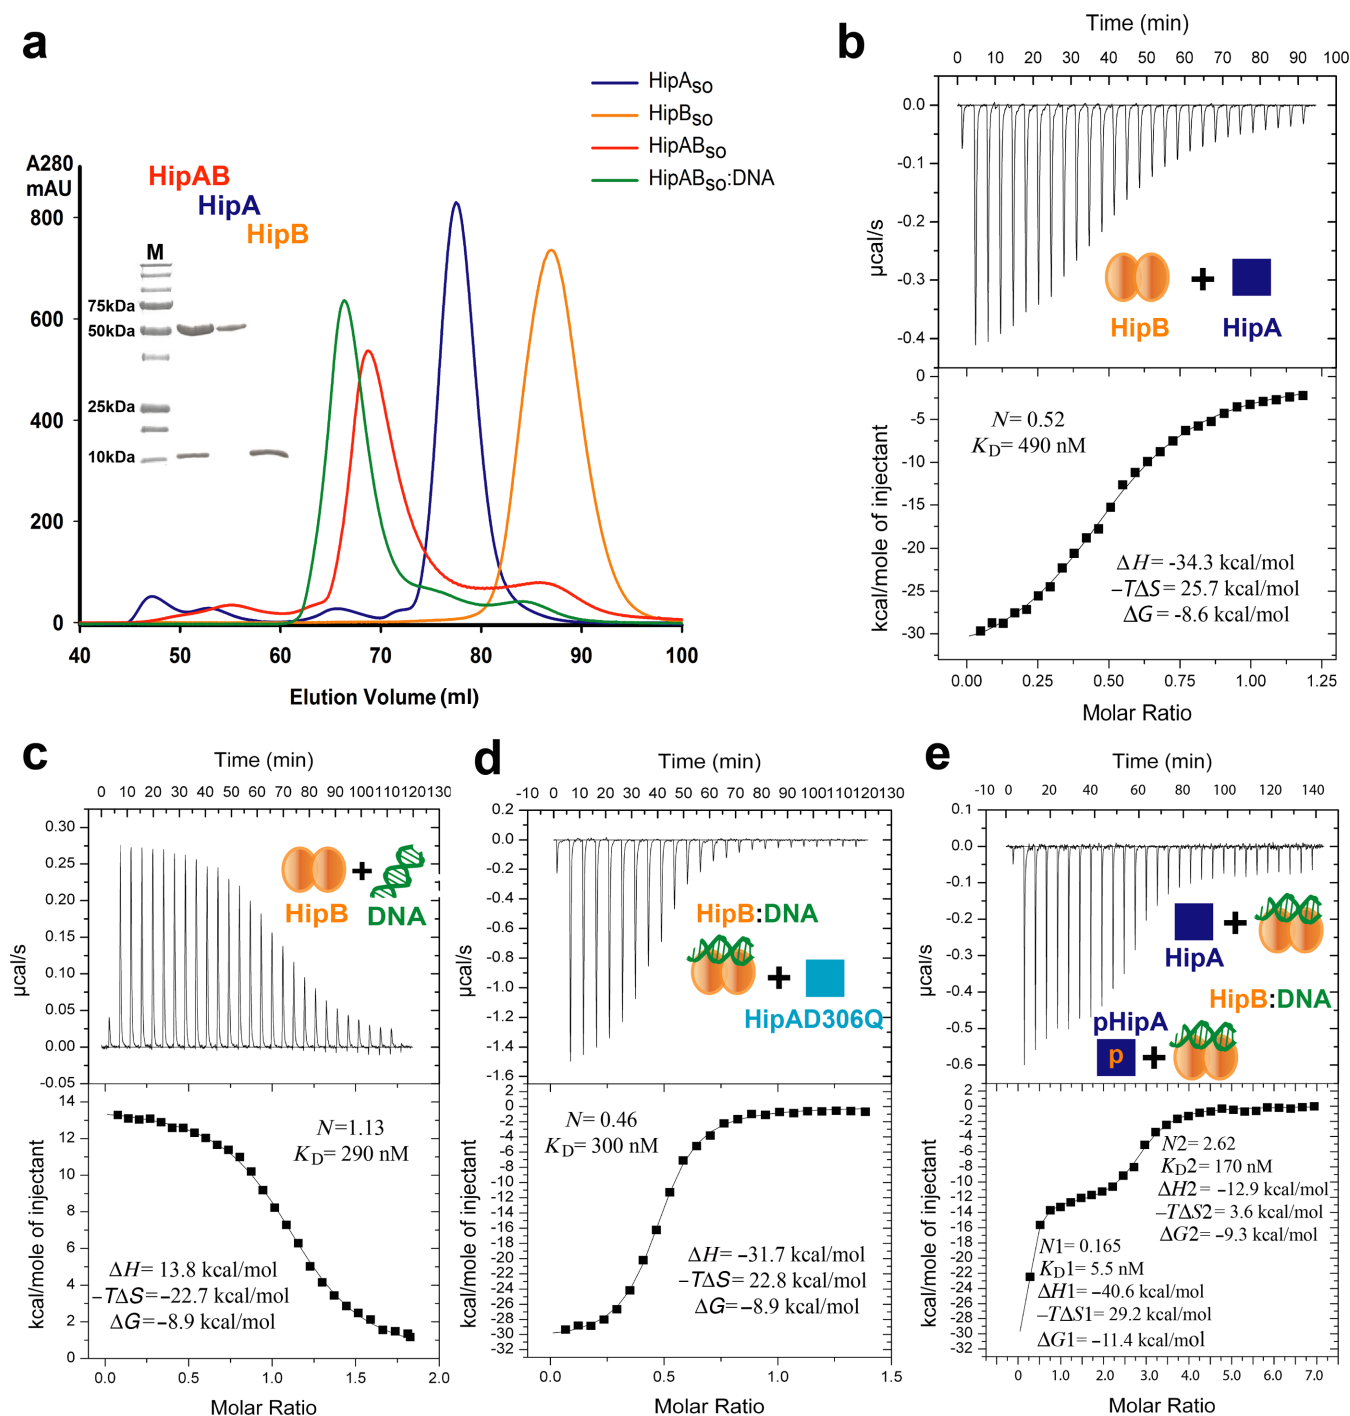 a
HipA_SO
HipB_SO
HipAB_SO
HipAB_SO:DNA
A280
mAU
800
600
400
200
0
HipAB
HipA
HipB
M
75kDa
50kDa
25kDa
10kDa
40 50 60 70 80 90 100
Elution Volume (ml)
b
Time (min)
0 10 20 30 40 50 60 70 80 90 100
0.0
-0.1
-0.2
-0.3
-0.4
µcal/s
HipB + HipA
0
-5
-10
-15
-20
-25
-30
kcal/mole of injectant
N= 0.52
K_D= 490 nM
ΔH= -34.3 kcal/mol
−TΔS= 25.7 kcal/mol
ΔG= -8.6 kcal/mol
0.00 0.25 0.50 0.75 1.00 1.25
Molar Ratio
c
Time (min)
0 10 20 30 40 50 60 70 80 90 100 110 120 130
0.30
0.25
0.20
0.15
0.10
0.05
0.00
-0.05
µcal/s
HipB + DNA
14
12
10
8
6
4
2
0
kcal/mole of injectant
N=1.13
K_D= 290 nM
ΔH= 13.8 kcal/mol
−TΔS=−22.7 kcal/mol
ΔG= −8.9 kcal/mol
0.0 0.5 1.0 1.5 2.0
Molar Ratio
d
Time (min)
-10 0 10 20 30 40 50 60 70 80 90 100 110 120 130
0.2
0.0
-0.2
-0.4
-0.6
-0.8
-1.0
-1.2
-1.4
-1.6
µcal/s
HipB:DNA
+
HipAD306Q
2
0
-2
-4
-6
-8
-10
-12
-14
-16
-18
-20
-22
-24
-26
-28
-30
-32
kcal/mole of injectant
N= 0.46
K_D= 300 nM
ΔH= −31.7 kcal/mol
−TΔS= 22.8 kcal/mol
ΔG= −8.9 kcal/mol
0.0 0.5 1.0 1.5
Molar Ratio
e
Time (min)
-10 0 20 40 60 80 100 120 140
0.1
0.0
-0.1
-0.2
-0.3
-0.4
-0.5
-0.6
µcal/s
+
HipA
HipB:DNA
pHipA
p +
2
0
-2
-4
-6
-8
-10
-12
-14
-16
-18
-20
-22
-24
-26
-28
-30
-32
kcal/mole of injectant
N2= 2.62
K_D2= 170 nM
ΔH2= −12.9 kcal/mol
−TΔS2= 3.6 kcal/mol
ΔG2= −9.3 kcal/mol
N1= 0.165
K_D1= 5.5 nM
ΔH1= −40.6 kcal/mol
−TΔS1= 29.2 kcal/mol
ΔG1= −11.4 kcal/mol
0 1.0 2.0 3.0 4.0 5.0 6.0 7.0
Molar Ratio